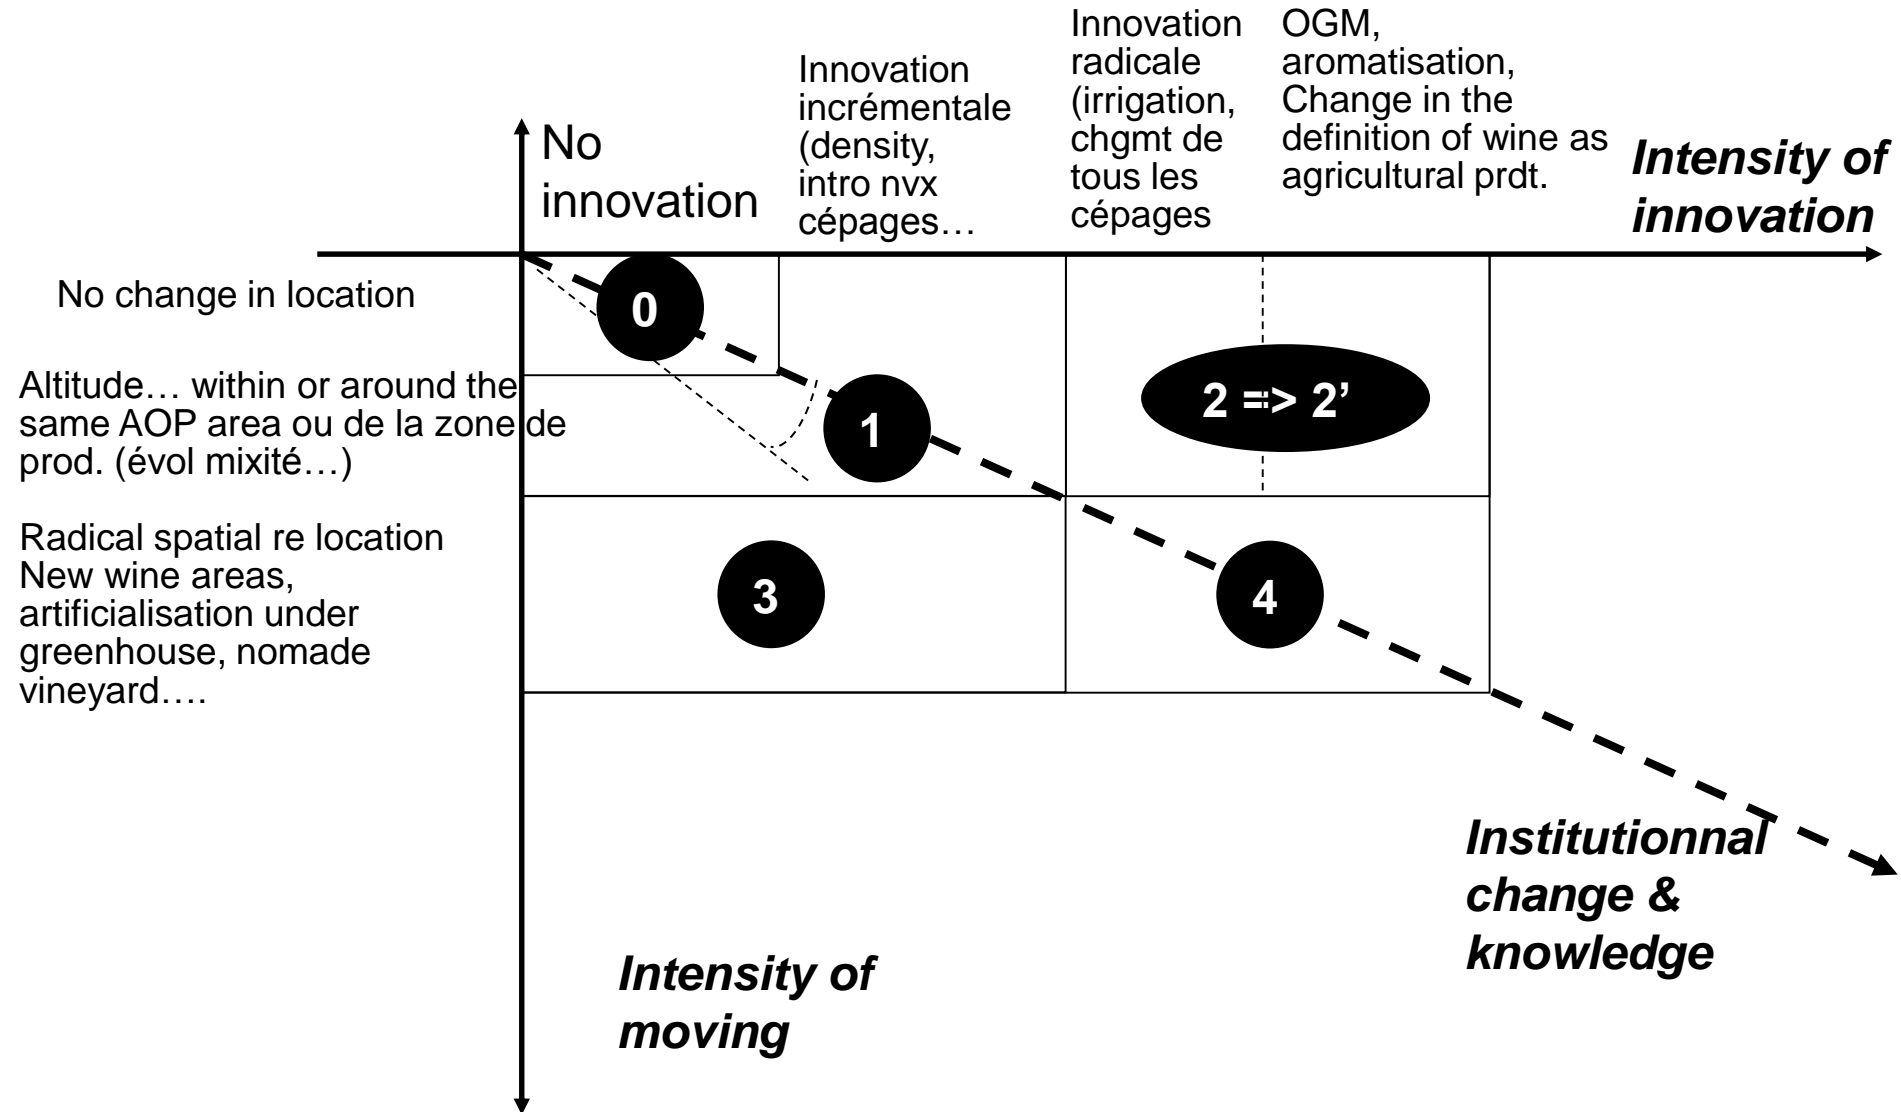 Innovation
radicale
(irrigation,
chgmt de
tous les
cépages
OGM,
aromatisation,
Change in the
definition of wine as
agricultural prdt.
Innovation
incrémentale
(density,
intro nvx
cépages…
No
innovation
Intensity of
innovation
No change in location
0
Altitude… within or around the
same AOP area ou de la zone de
prod. (évol mixité…)
1
2 => 2’
Radical spatial re location
New wine areas,
artificialisation under
greenhouse, nomade
vineyard….
3
4
Institutionnal
change &
knowledge
Intensity of
moving